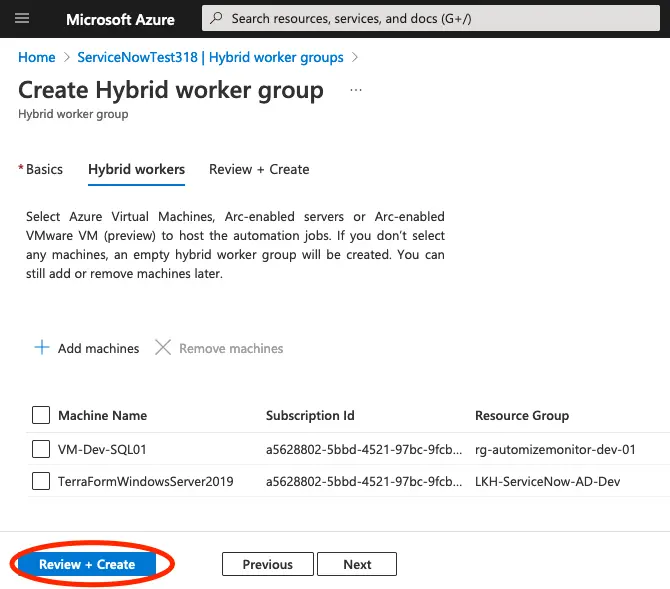 Microsoft Azure
Search resources, services, and docs (G+/)
Home > ServiceNowTest318 | Hybrid worker groups >
Create Hybrid worker group ...
Hybrid worker group
* Basics Hybrid workers Review + Create
Select Azure Virtual Machines, Arc-enabled servers or Arc-enabled
VMware VM (preview) to host the automation jobs. If you don't select
any machines, an empty hybrid worker group will be created. You can
still add or remove machines later.
Add machines Remove machines
Machine Name Subscription Id Resource Group
VM-Dev-SQL01 a5628802-5bbd-4521-97bc-9fcb... rg-automizemonitor-dev-01
TerraFormWindowsServer2019 a5628802-5bbd-4521-97bc-9fcb... LKH-ServiceNow-AD-Dev
Review + Create Previous Next